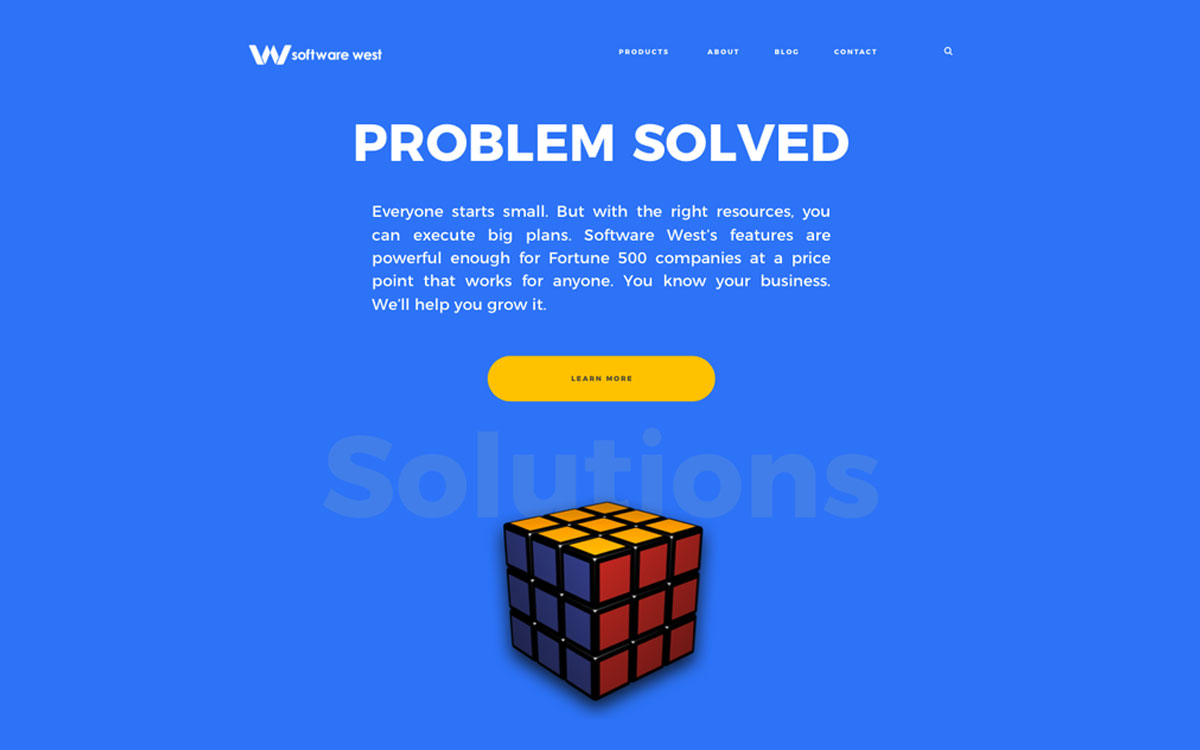 software west
PRODUCTS ABOUT BLOG CONTACT
PROBLEM SOLVED
Everyone starts small. But with the right resources, you
can execute big plans. Software West's features are
powerful enough for Fortune 500 companies at a price
point that works for anyone. You know your business.
We'll help you grow it.
LEARN MORE
Solutions